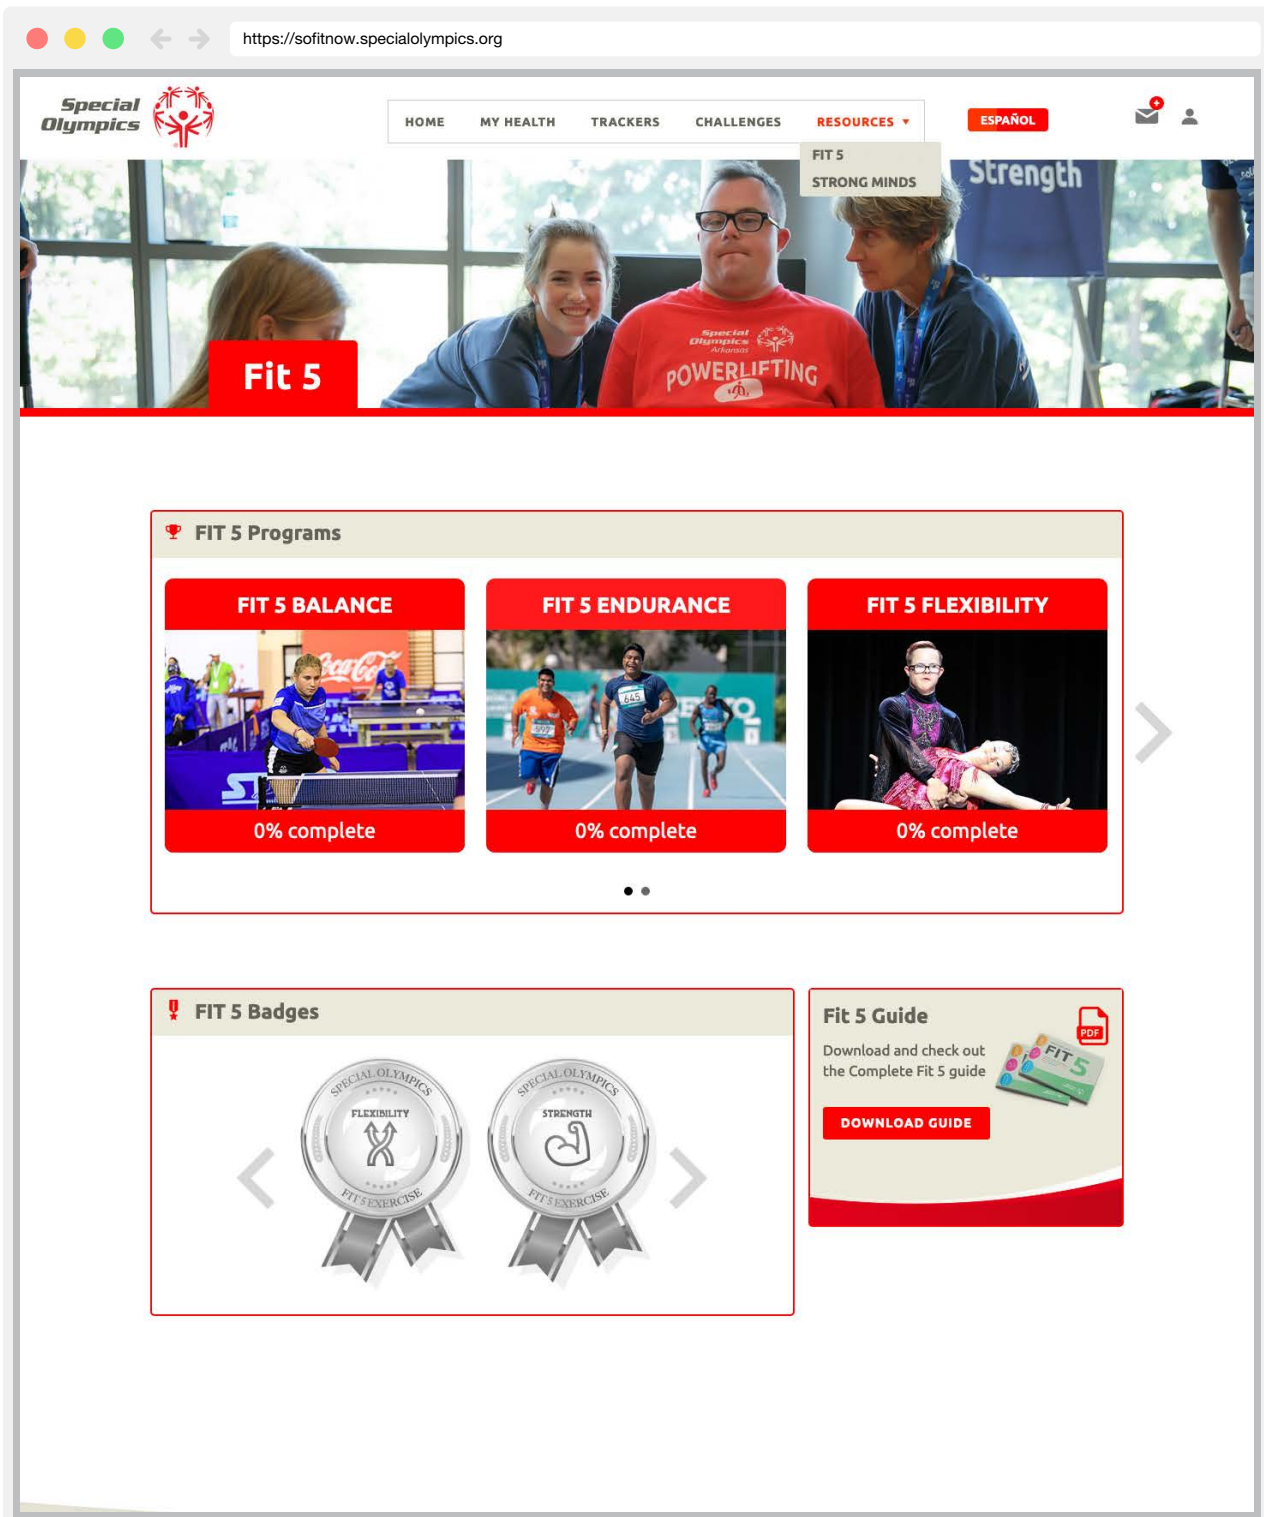 https://sofitnow.specialolympics.org
Special
Olympics
HOME MY HEALTH TRACKERS CHALLENGES RESOURCES ▼ ESPAÑOL
FIT 5
STRONG MINDS
Strength
Special
Olympics
Arkansas
POWERLIFTING
Fit 5
FIT 5 Programs
FIT 5 BALANCE FIT 5 ENDURANCE FIT 5 FLEXIBILITY
Coca-Cola
645
0% complete 0% complete 0% complete
FIT 5 Badges
SPECIAL OLYMPICS
FLEXIBILITY
FIT 5 EXERCISE
SPECIAL OLYMPICS
STRENGTH
FIT 5 EXERCISE
Fit 5 Guide
PDF
Download and check out
the Complete Fit 5 guide
FIT 5
DOWNLOAD GUIDE